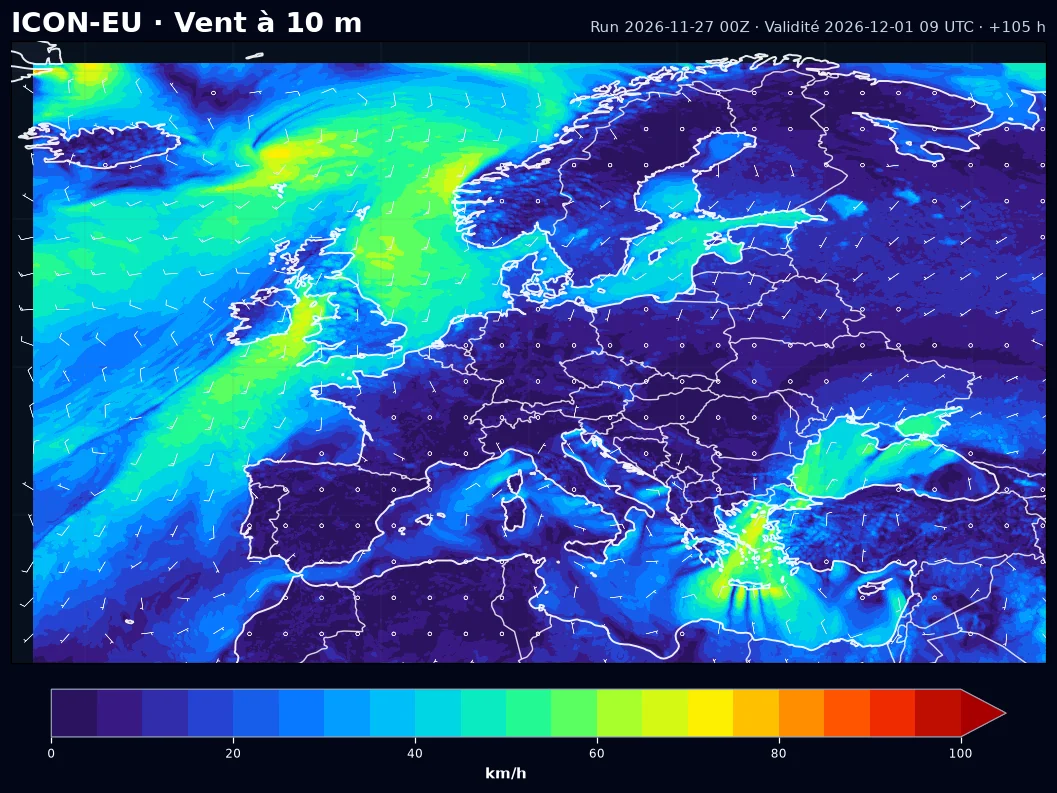 ICON-EU · Vent à 10 m
Run 2026-11-27 00Z · Validité 2026-12-01 09 UTC · +105 h
0 20 40 60 80 100
km/h